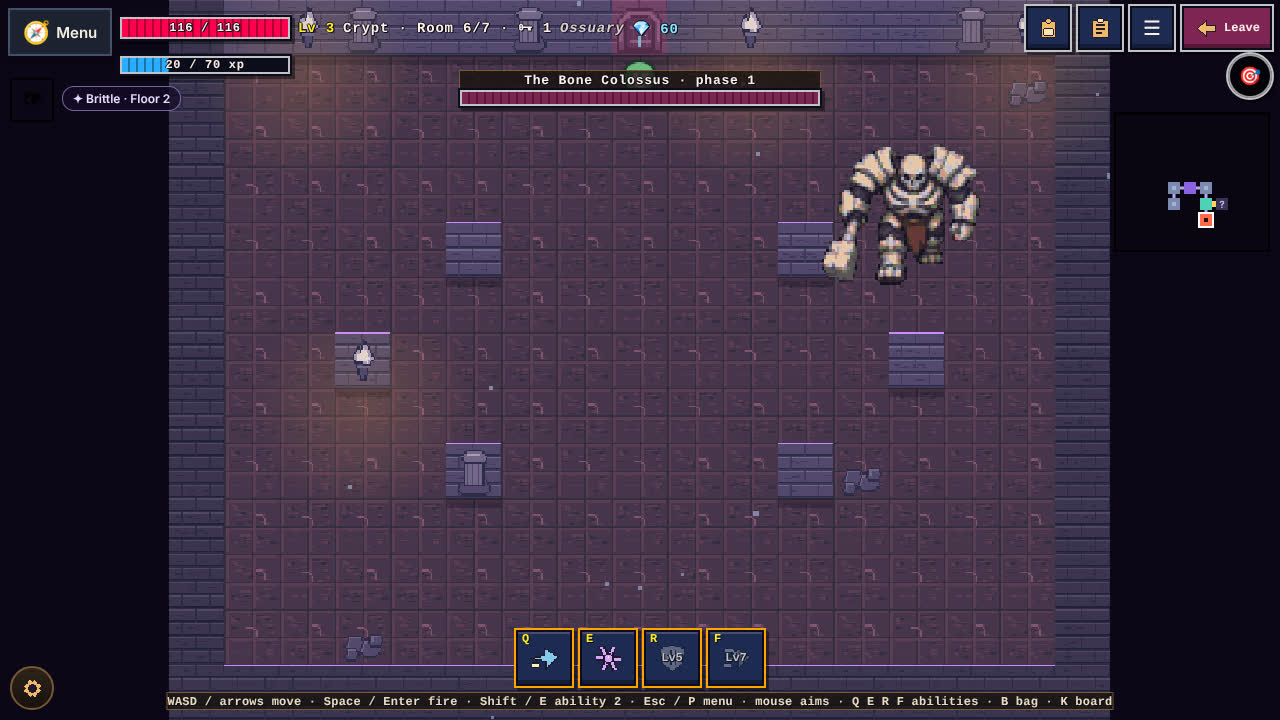 Menu
116 / 116
LV 3 Crypt · Room 6/7 · 1 Ossuary 60
Leave
20 / 70 xp
The Bone Colossus · phase 1
✦ Brittle · Floor 2
?
Q
E
R
F
Lv5
Lv7
WASD / arrows move · Space / Enter fire · Shift / E ability 2 · Esc / P menu · mouse aims · Q E R F abilities · B bag · K board